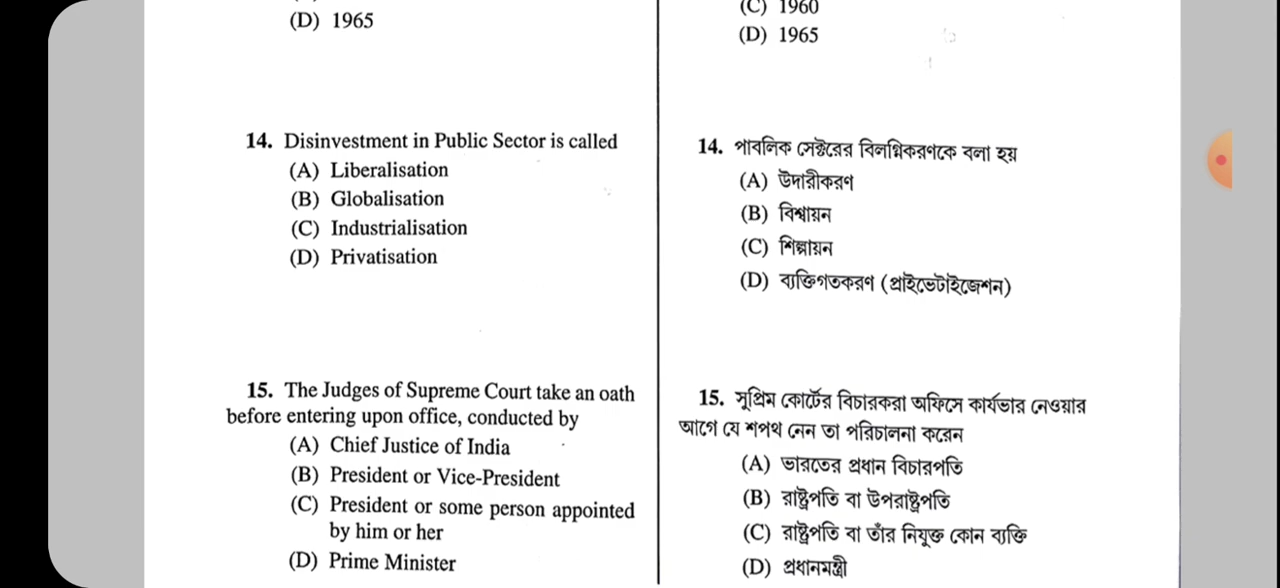 (D) 1965
14. Disinvestment in Public Sector is called
(A) Liberalisation
(B) Globalisation
(C) Industrialisation
(D) Privatisation
15. The Judges of Supreme Court take an oath
before entering upon office, conducted by
(A) Chief Justice of India
(B) President or Vice-President
(C) President or some person appointed
by him or her
(D) Prime Minister
(C) 1960
(D) 1965
14. পাবলিক সেক্টরের বিলগ্নিকরণকে বলা হয়
(A) উদারীকরণ
(B) বিশ্বায়ন
(C) শিল্পায়ন
(D) ব্যক্তিগতকরণ (প্রাইভেটাইজেশন)
15. সুপ্রিম কোর্টের বিচারকরা অফিসে কার্যভার নেওয়ার
আগে যে শপথ নেন তা পরিচালনা করেন
(A) ভারতের প্রধান বিচারপতি
(B) রাষ্ট্রপতি বা উপরাষ্ট্রপতি
(C) রাষ্ট্রপতি বা তাঁর নিযুক্ত কোন ব্যক্তি
(D) প্রধানমন্ত্রী